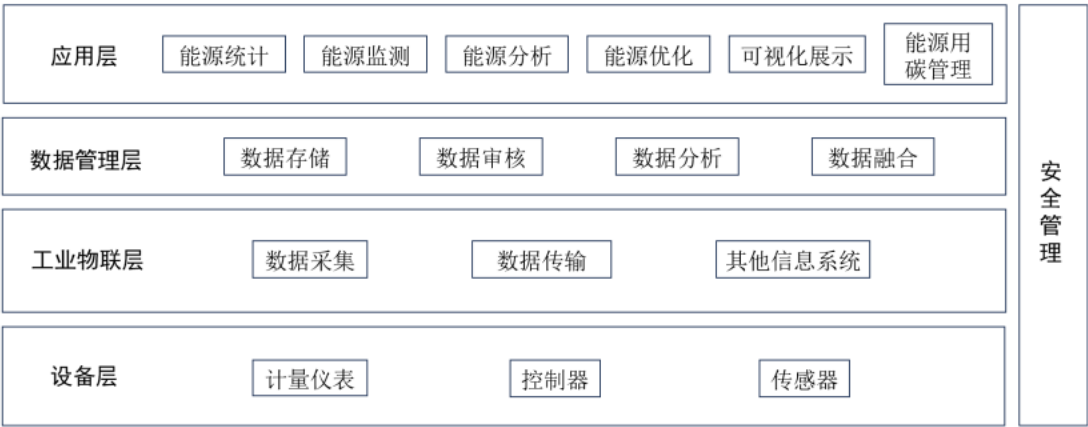 应用层
能源统计
能源监测
能源分析
能源优化
可视化展示
能源用
碳管理
数据管理层
数据存储
数据审核
数据分析
数据融合
工业物联层
数据采集
数据传输
其他信息系统
设备层
计量仪表
控制器
传感器
安全管理